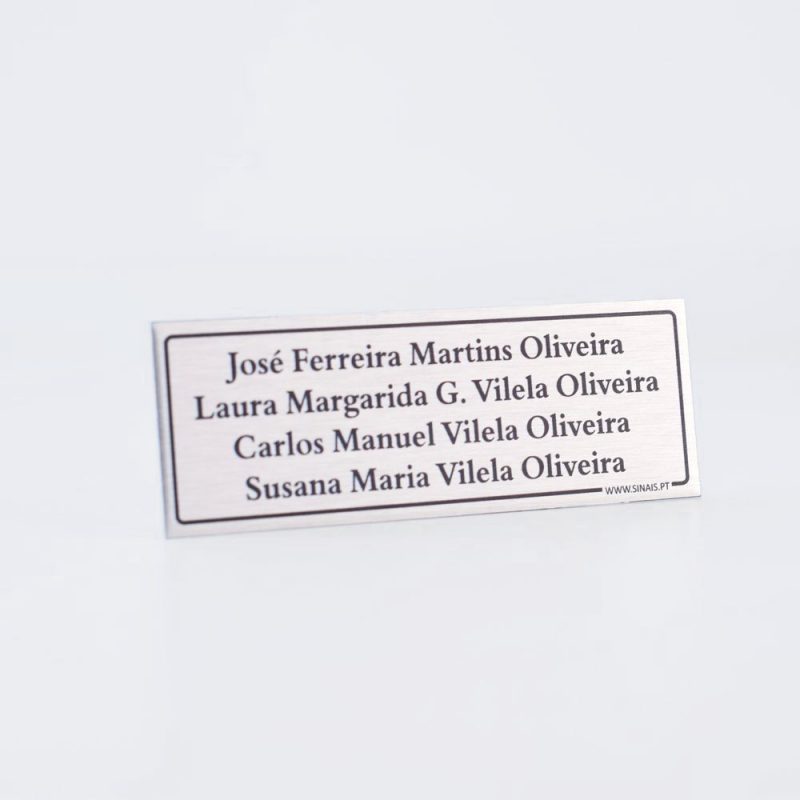 José Ferreira Martins Oliveira
Laura Margarida G. Vilela Oliveira
Carlos Manuel Vilela Oliveira
Susana Maria Vilela Oliveira
WWW.SINAIS.PT